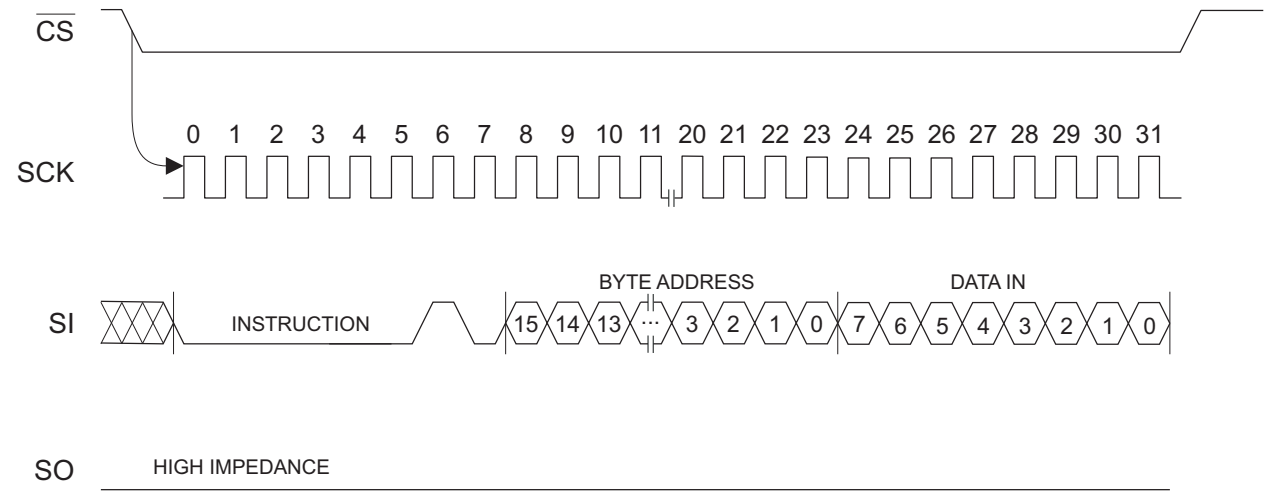 CS
0 1 2 3 4 5 6 7 8 9 10 11 20 21 22 23 24 25 26 27 28 29 30 31
SCK
BYTE ADDRESS DATA IN
SI INSTRUCTION 15 14 13 ... 3 2 1 0 7 6 5 4 3 2 1 0
SO HIGH IMPEDANCE